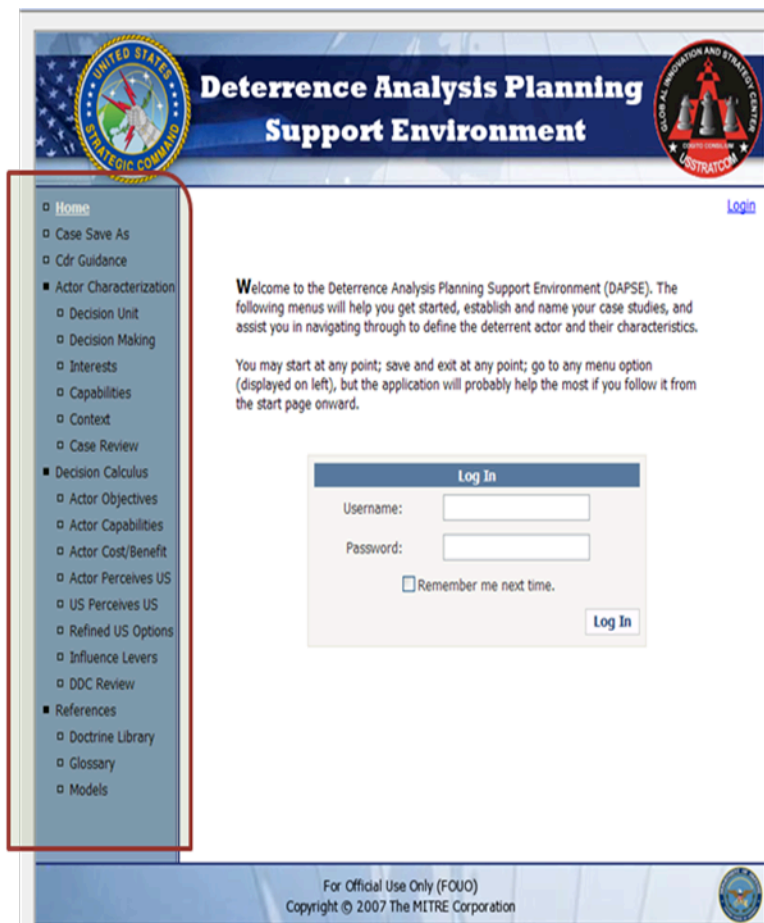 UNITED STATES
STRATEGIC COMMAND
Deterrence Analysis Planning
Support Environment
GLOBAL INNOVATION AND STRATEGY CENTER
COGITO CONSILIUM
USSTRATCOM
Login
Home
Case Save As
Cdr Guidance
Actor Characterization
Decision Unit
Decision Making
Interests
Capabilities
Context
Case Review
Decision Calculus
Actor Objectives
Actor Capabilities
Actor Cost/Benefit
Actor Perceives US
US Perceives US
Refined US Options
Influence Levers
DDC Review
References
Doctrine Library
Glossary
Models
Welcome to the Deterrence Analysis Planning Support Environment (DAPSE). The
following menus will help you get started, establish and name your case studies, and
assist you in navigating through to define the deterrent actor and their characteristics.
You may start at any point; save and exit at any point; go to any menu option
(displayed on left), but the application will probably help the most if you follow it from
the start page onward.
Log In
Username:
Password:
Remember me next time.
Log In
For Official Use Only (FOUO)
Copyright © 2007 The MITRE Corporation